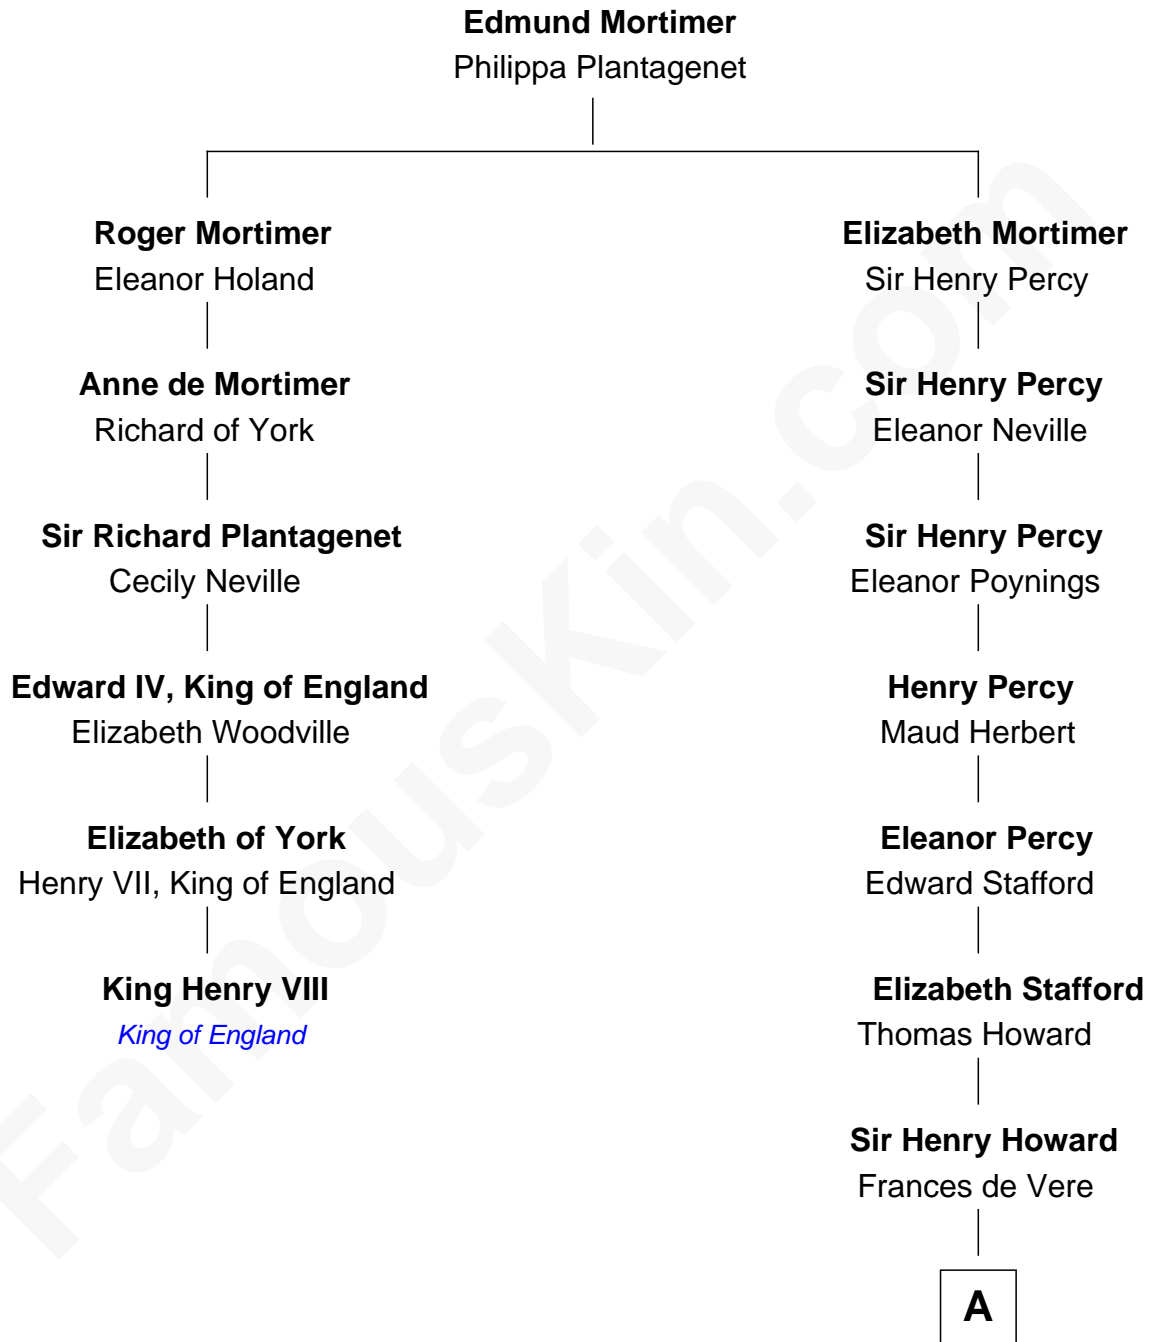 Edmund Mortimer
Philippa Plantagenet
Roger Mortimer
Eleanor Holand
Elizabeth Mortimer
Sir Henry Percy
Anne de Mortimer
Richard of York
Sir Henry Percy
Eleanor Neville
Sir Richard Plantagenet
Cecily Neville
Sir Henry Percy
Eleanor Poynings
Edward IV, King of England
Elizabeth Woodville
Henry Percy
Maud Herbert
Elizabeth of York
Henry VII, King of England
Eleanor Percy
Edward Stafford
King Henry VIII
King of England
Elizabeth Stafford
Thomas Howard
Sir Henry Howard
Frances de Vere
A
FamousKin.com